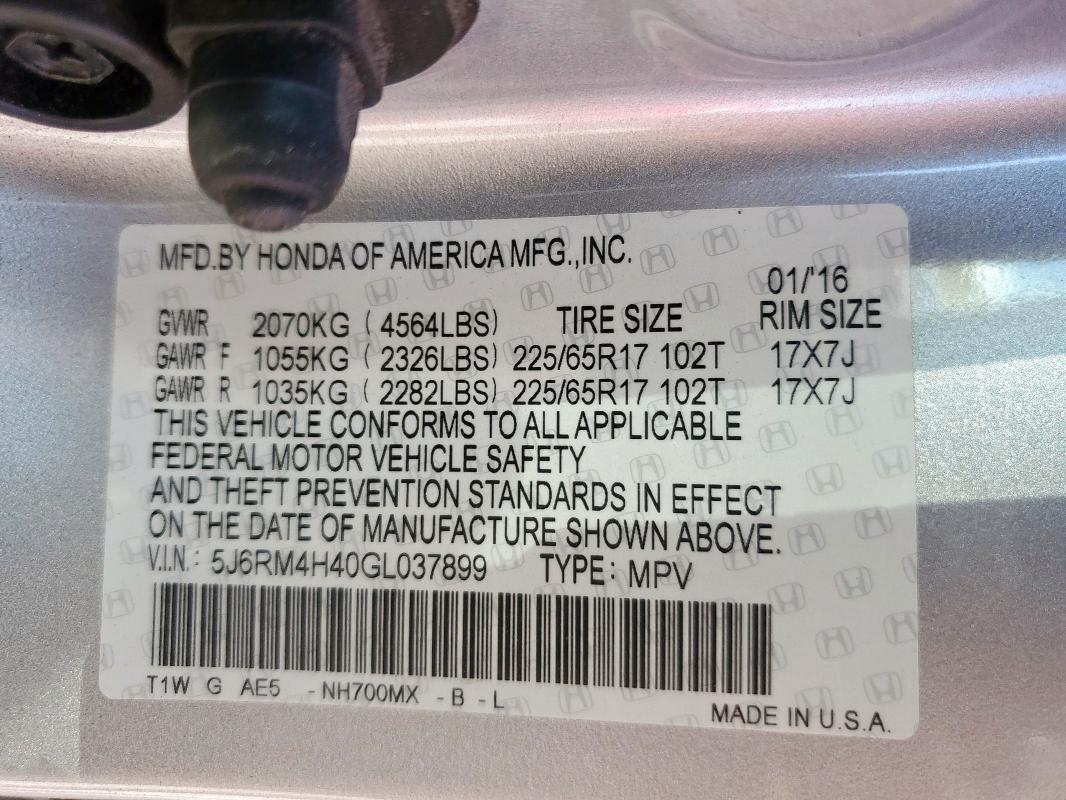 MFD.BY HONDA OF AMERICA MFG.,INC.
01/'16
GVWR 2070KG (4564LBS) TIRE SIZE RIM SIZE
GAWR F 1055KG (2326LBS) 225/65R17 102T 17X7J
GAWR R 1035KG (2282LBS) 225/65R17 102T 17X7J
THIS VEHICLE CONFORMS TO ALL APPLICABLE
FEDERAL MOTOR VEHICLE SAFETY
AND THEFT PREVENTION STANDARDS IN EFFECT
ON THE DATE OF MANUFACTURE SHOWN ABOVE.
V.I.N.: 5J6RM4H40GL037899 TYPE: MPV
T1W G AE5 -NH700MX -B -L
MADE IN U.S.A.